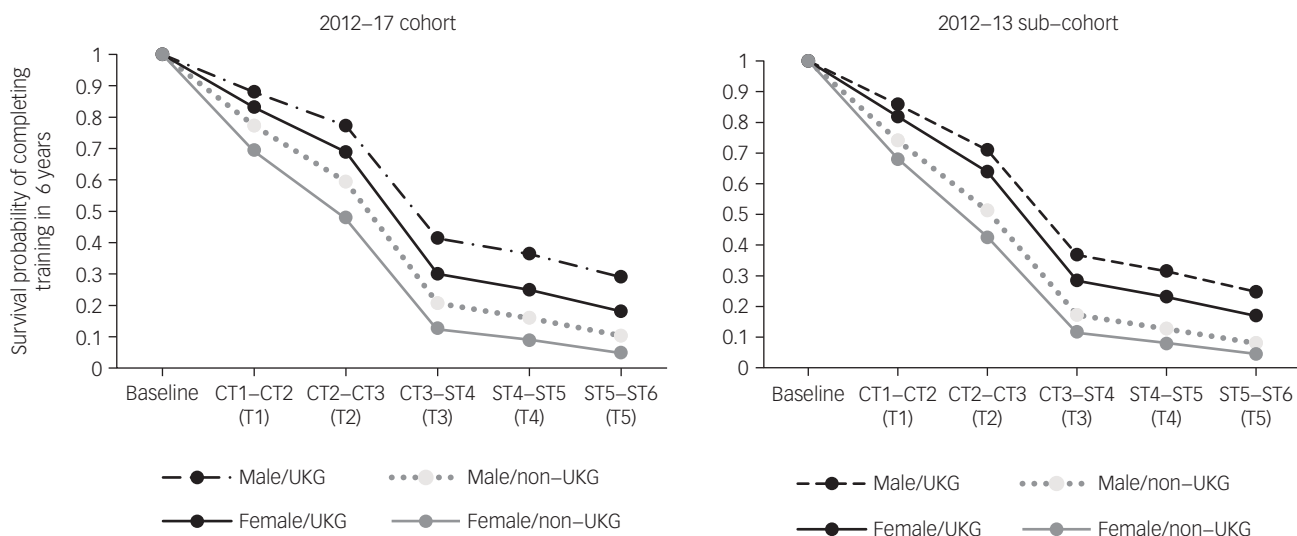 2012–17 cohort
Survival probability of completing
training in 6 years
1
0.9
0.8
0.7
0.6
0.5
0.4
0.3
0.2
0.1
0
Baseline CT1–CT2 CT2–CT3 CT3–ST4 ST4–ST5 ST5–ST6
(T1) (T2) (T3) (T4) (T5)
Male/UKG Male/non–UKG
Female/UKG Female/non–UKG
2012–13 sub–cohort
1
0.9
0.8
0.7
0.6
0.5
0.4
0.3
0.2
0.1
0
Baseline CT1–CT2 CT2–CT3 CT3–ST4 ST4–ST5 ST5–ST6
(T1) (T2) (T3) (T4) (T5)
Male/UKG Male/non–UKG
Female/UKG Female/non–UKG